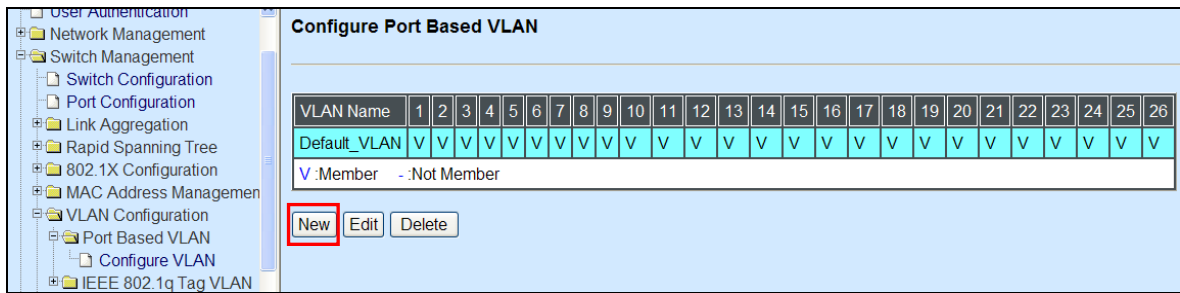 User Authentication
Network Management
Switch Management
Switch Configuration
Port Configuration
Link Aggregation
Rapid Spanning Tree
802.1X Configuration
MAC Address Managemen
VLAN Configuration
Port Based VLAN
Configure VLAN
IEEE 802.1q Tag VLAN
Configure Port Based VLAN
VLAN Name 1 2 3 4 5 6 7 8 9 10 11 12 13 14 15 16 17 18 19 20 21 22 23 24 25 26
Default_VLAN V V V V V V V V V V V V V V V V V V V V V V V V V V
V :Member - :Not Member
New Edit Delete